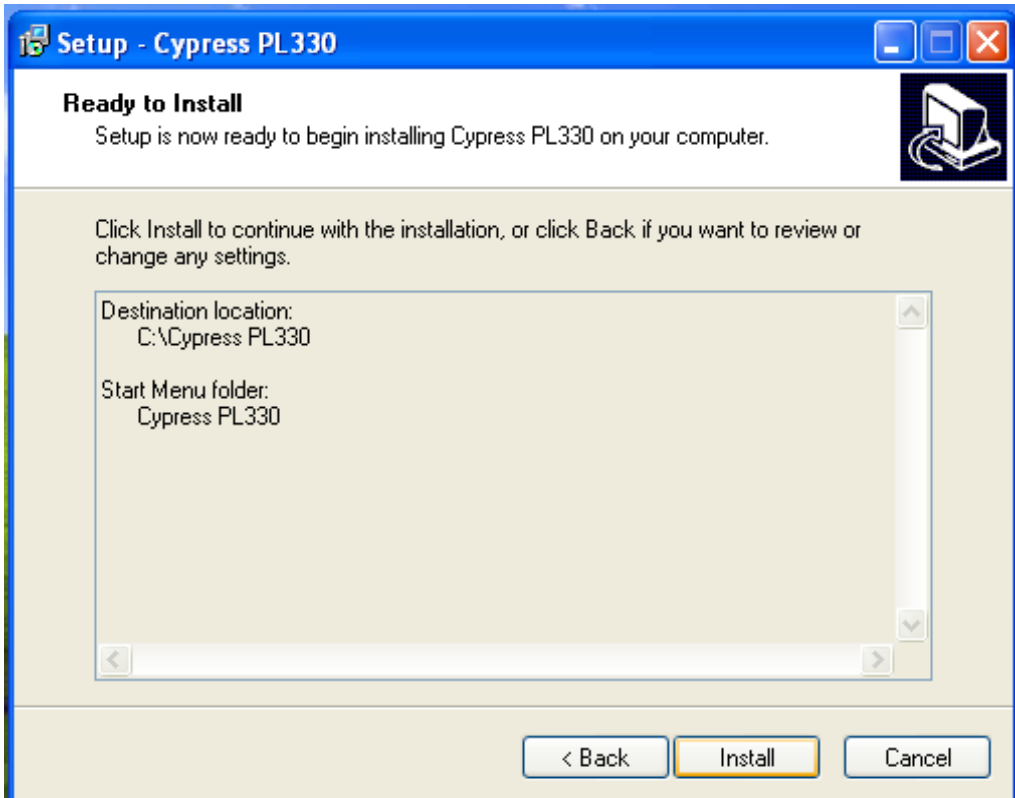 Setup - Cypress PL330
Ready to Install
Setup is now ready to begin installing Cypress PL330 on your computer.
Click Install to continue with the installation, or click Back if you want to review or
change any settings.
Destination location:
C:\Cypress PL330
Start Menu folder:
Cypress PL330
< Back
Install
Cancel